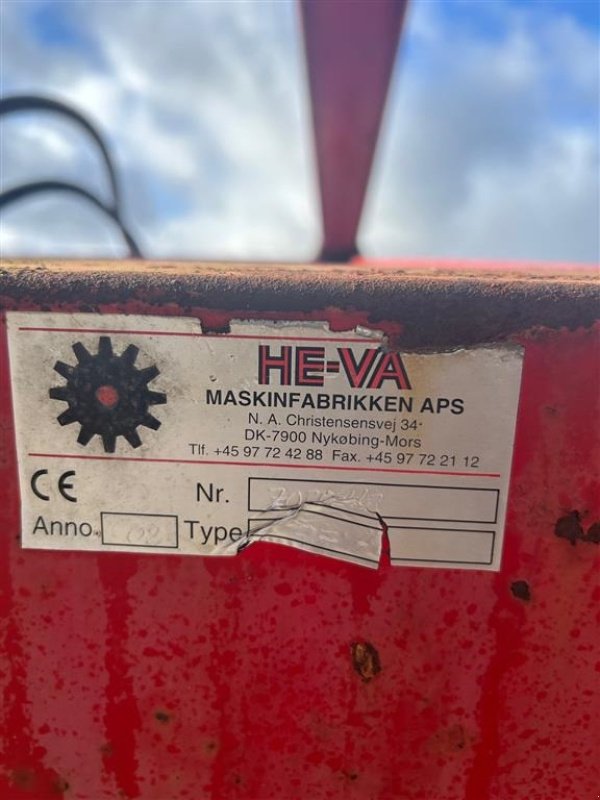 HE-VA
MASKINFABRIKKEN APS
N. A. Christensensvej 34
DK-7900 Nykøbing-Mors
Tlf. +45 97 72 42 88 Fax. +45 97 72 21 12
CE Nr.
Anno. 02 Type